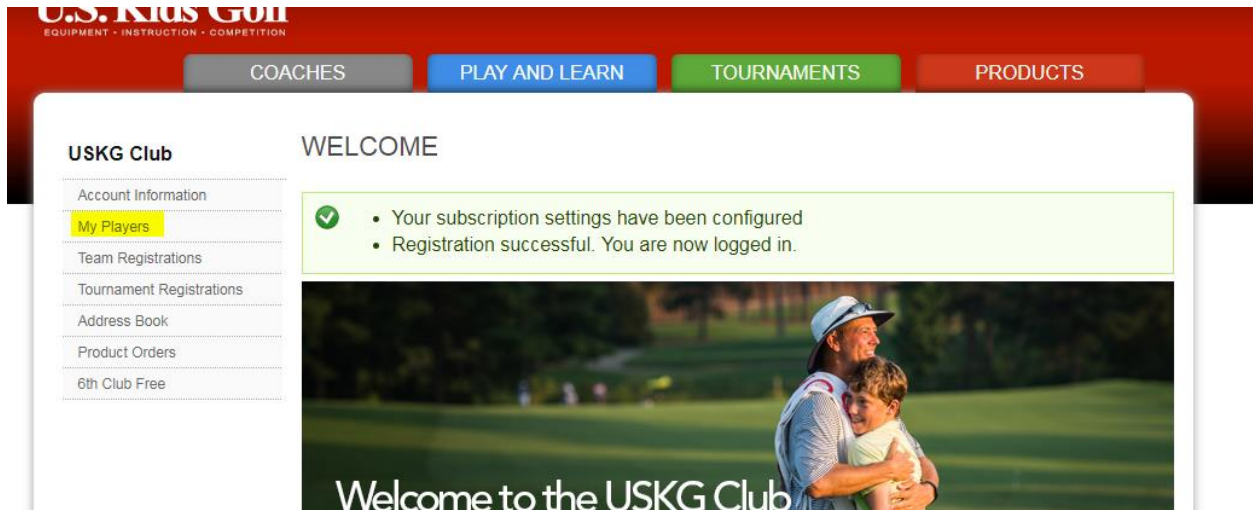 U.S. Kids Golf
EQUIPMENT • INSTRUCTION • COMPETITION
COACHES
PLAY AND LEARN
TOURNAMENTS
PRODUCTS
USKG Club
Account Information
My Players
Team Registrations
Tournament Registrations
Address Book
Product Orders
6th Club Free
WELCOME
• Your subscription settings have been configured
• Registration successful. You are now logged in.
Welcome to the USKG Club